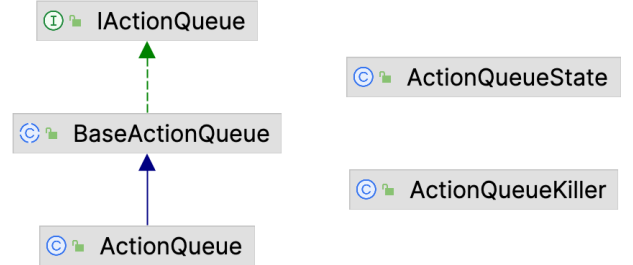 I IActionQueue
C ActionQueueState
C BaseActionQueue
C ActionQueueKiller
C ActionQueue